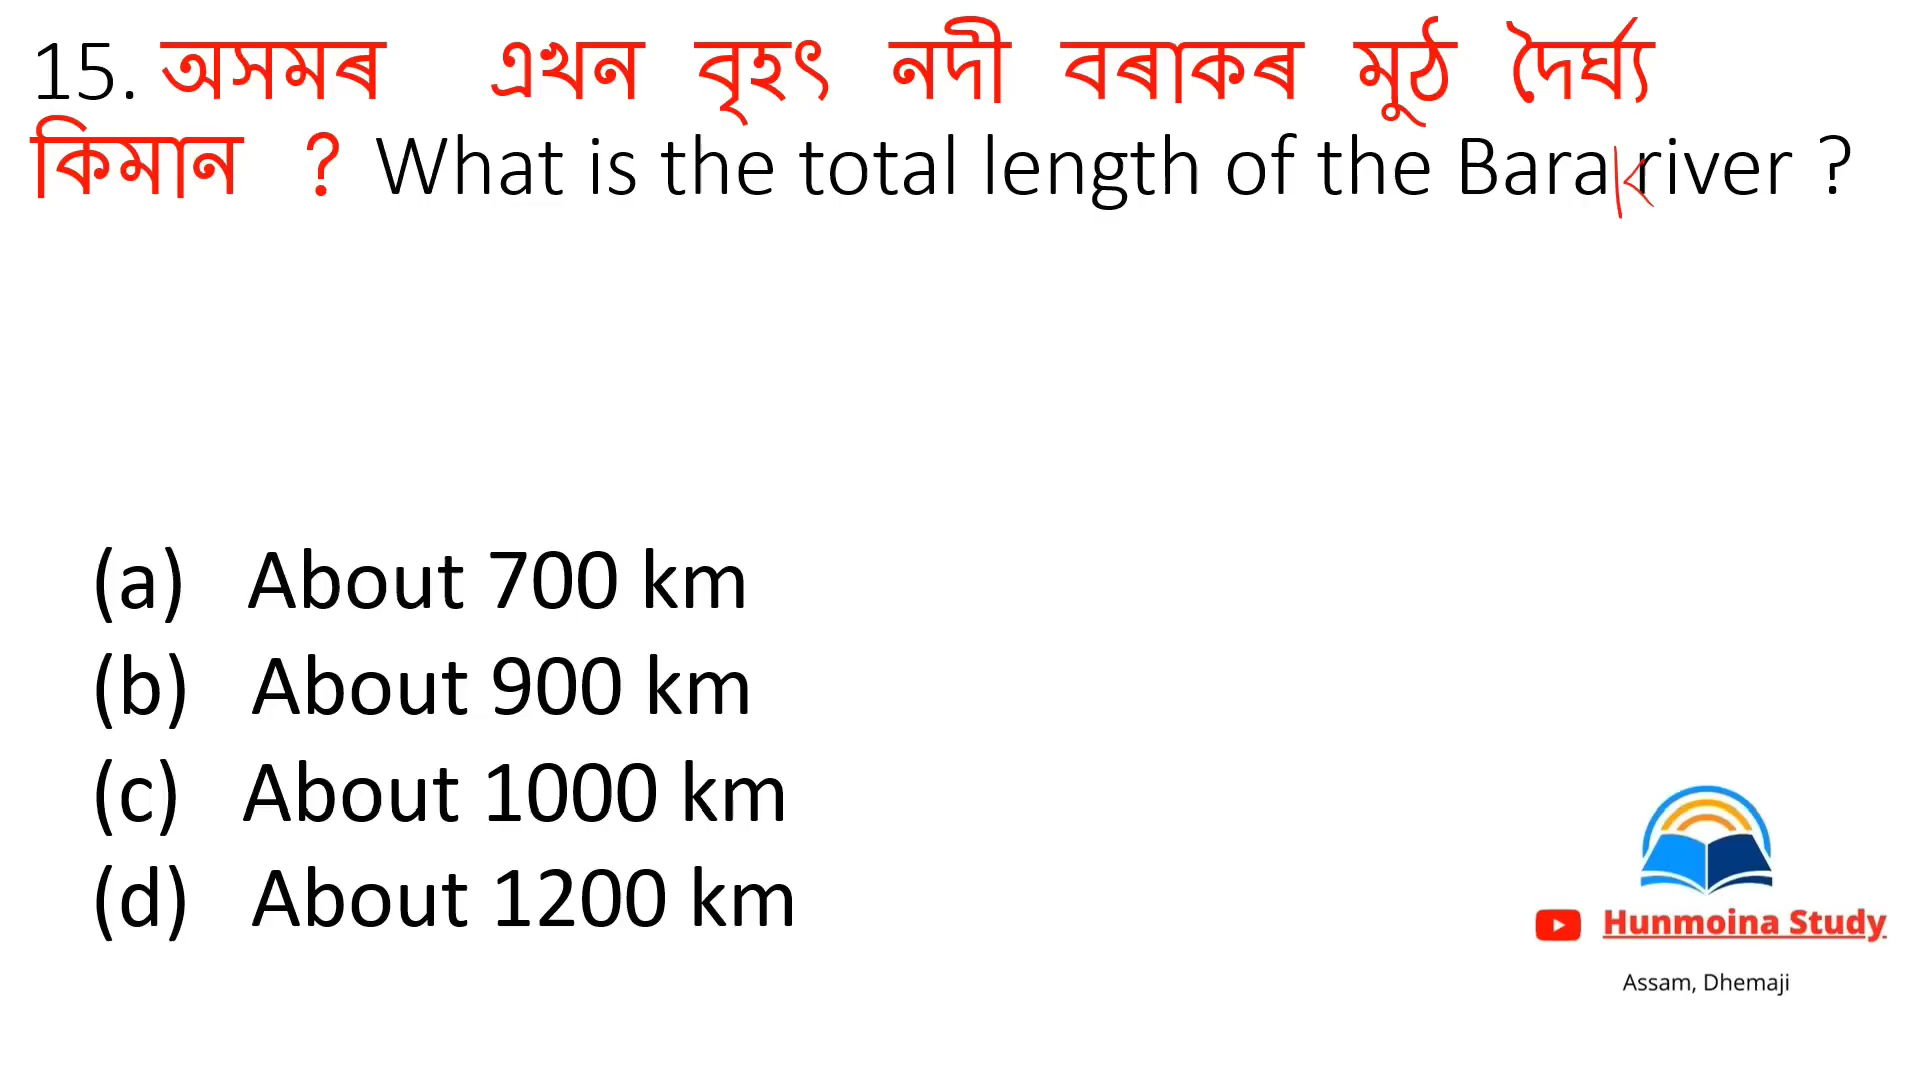 15. অসমৰ এখন বৃহৎ নদী বৰাকৰ মুঠ দৈৰ্ঘ্য
কিমান ? What is the total length of the Barak river ?
(a) About 700 km
(b) About 900 km
(c) About 1000 km
(d) About 1200 km
Hunmoina Study
Assam, Dhemaji